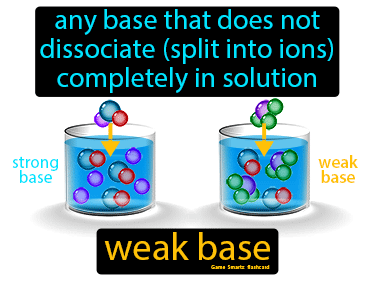 any base that does not
dissociate (split into ions)
completely in solution
strong
base
weak
base
weak base
Game Smartz flashcard